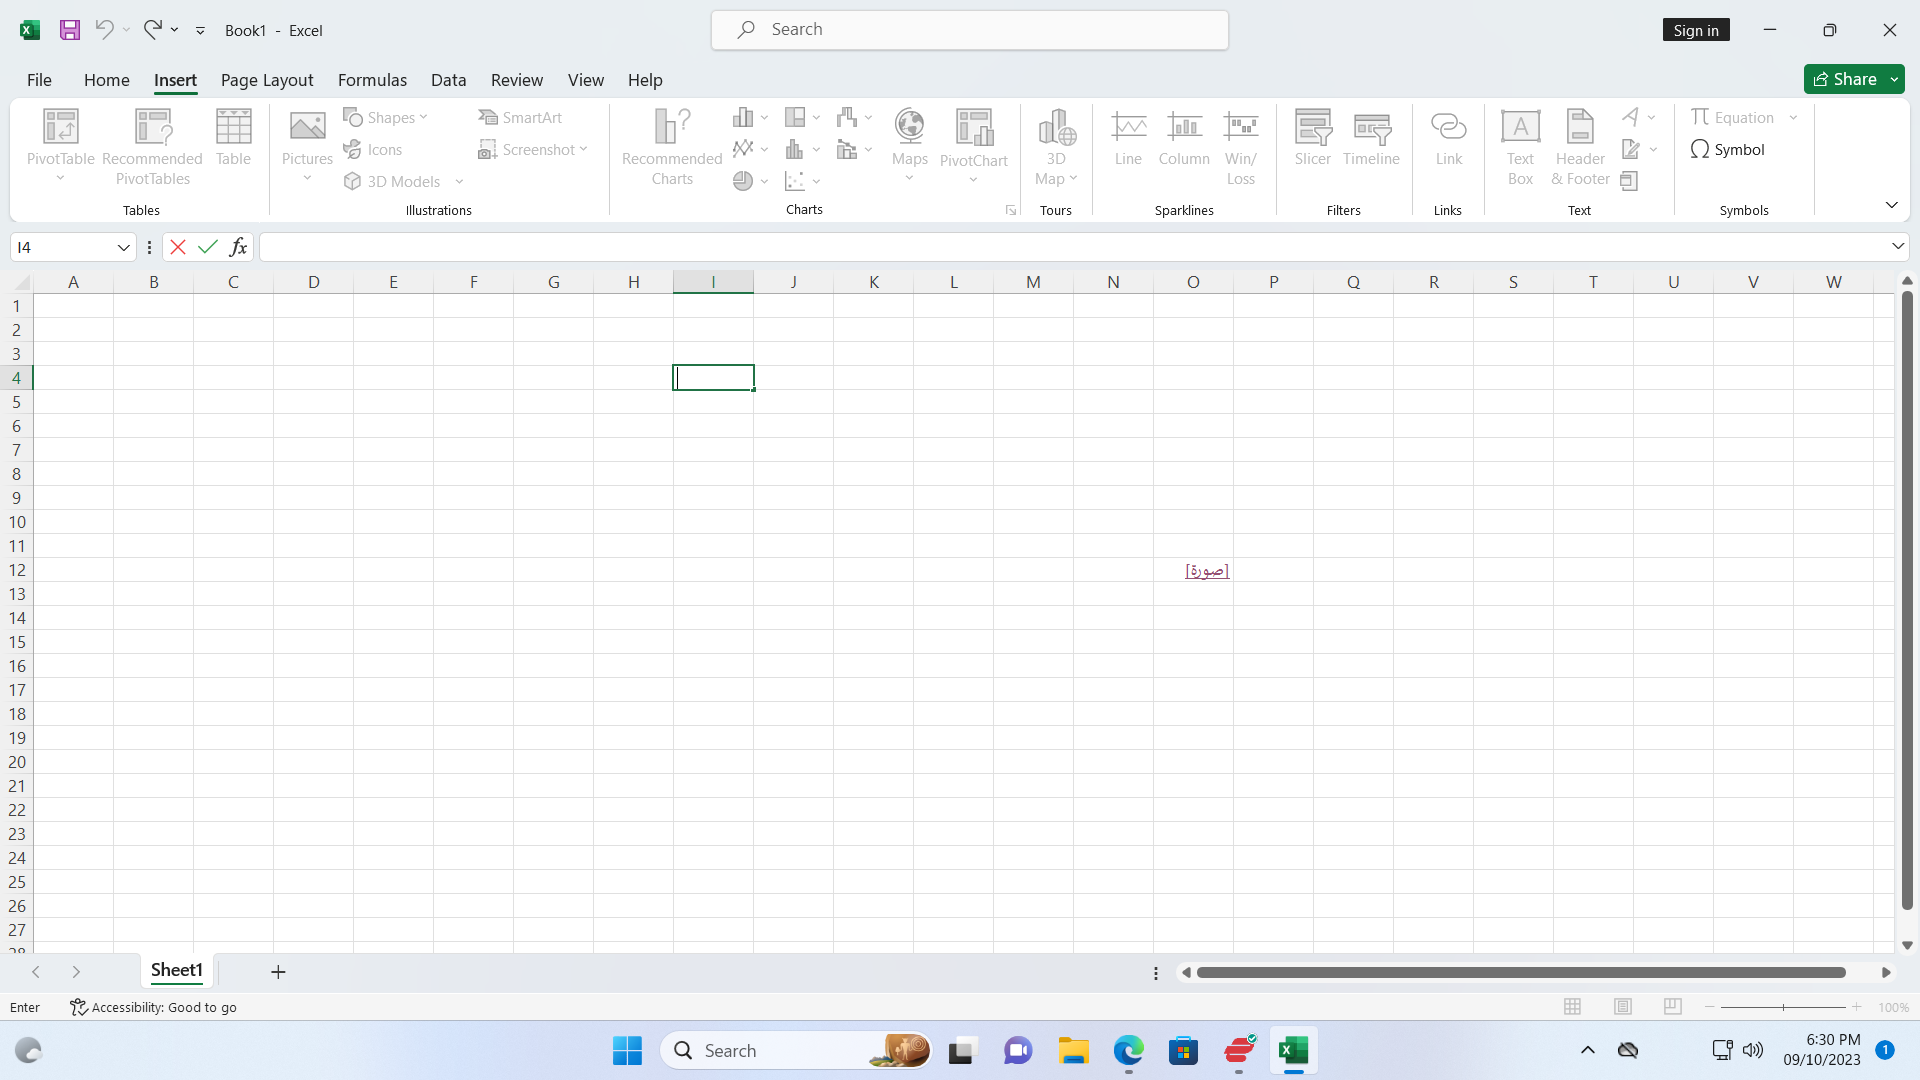 Book1 - Excel
Search
Sign in
File Home Insert Page Layout Formulas Data Review View Help
Share
PivotTable
Recommended
PivotTables
Table
Tables
Pictures
Shapes
Icons
3D Models
SmartArt
Screenshot
Illustrations
Recommended
Charts
Maps
PivotChart
Charts
3D
Map
Tours
Line
Column
Win/
Loss
Sparklines
Slicer
Timeline
Filters
Link
Links
Text
Box
Header
& Footer
Text
Equation
Symbol
Symbols
I4
fx
A B C D E F G H I J K L M N O P Q R S T U V W
1
2
3
4
5
6
7
8
9
10
11
12
[صورة]
13
14
15
16
17
18
19
20
21
22
23
24
25
26
27
28
Sheet1
Enter
Accessibility: Good to go
100%
Search
6:30 PM
09/10/2023
1